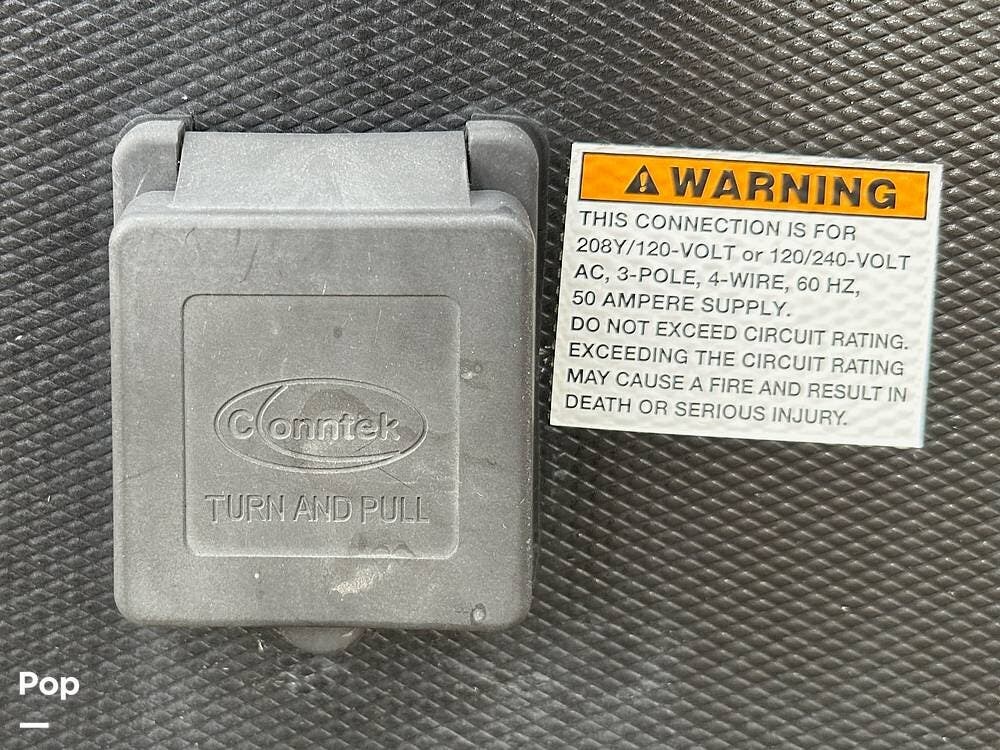 Conntek
TURN AND PULL
WARNING
THIS CONNECTION IS FOR
208Y/120-VOLT or 120/240-VOLT
AC, 3-POLE, 4-WIRE, 60 HZ,
50 AMPERE SUPPLY.
DO NOT EXCEED CIRCUIT RATING.
EXCEEDING THE CIRCUIT RATING
MAY CAUSE A FIRE AND RESULT IN
DEATH OR SERIOUS INJURY.
Pop